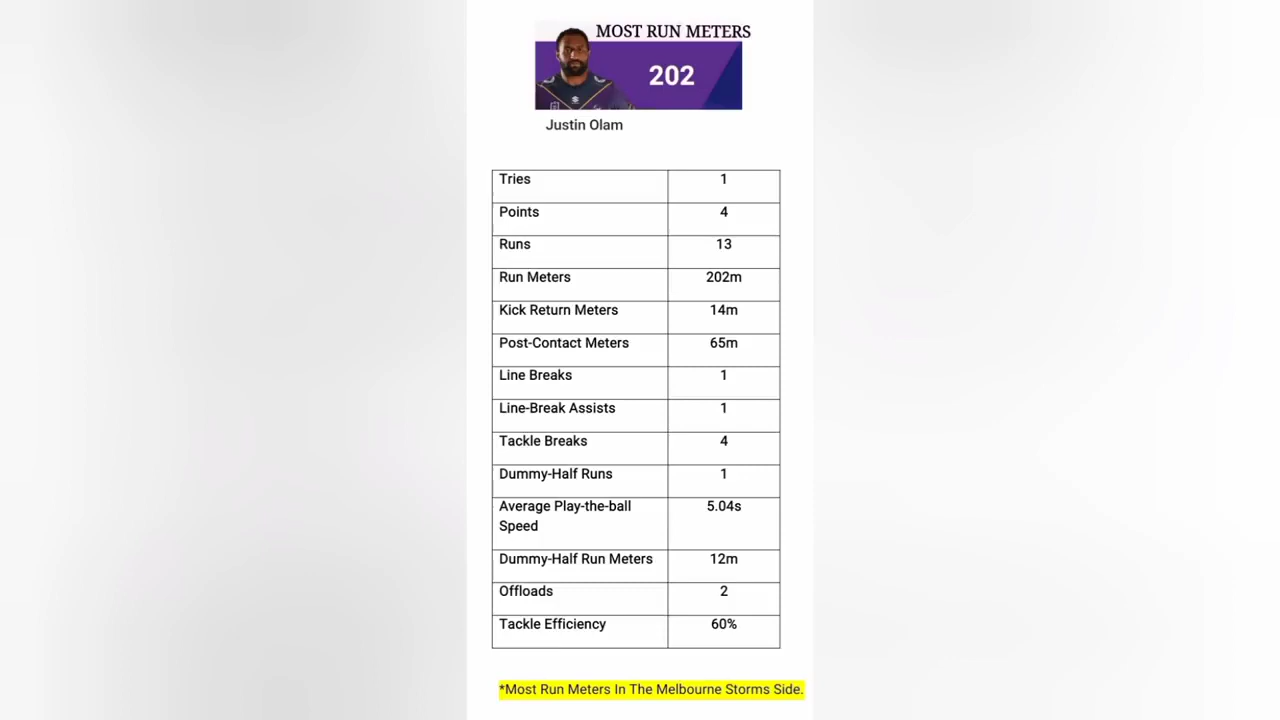 MOST RUN METERS
202
Justin Olam
Tries 1
Points 4
Runs 13
Run Meters 202m
Kick Return Meters 14m
Post-Contact Meters 65m
Line Breaks 1
Line-Break Assists 1
Tackle Breaks 4
Dummy-Half Runs 1
Average Play-the-ball 5.04s
Speed
Dummy-Half Run Meters 12m
Offloads 2
Tackle Efficiency 60%
*Most Run Meters In The Melbourne Storms Side.